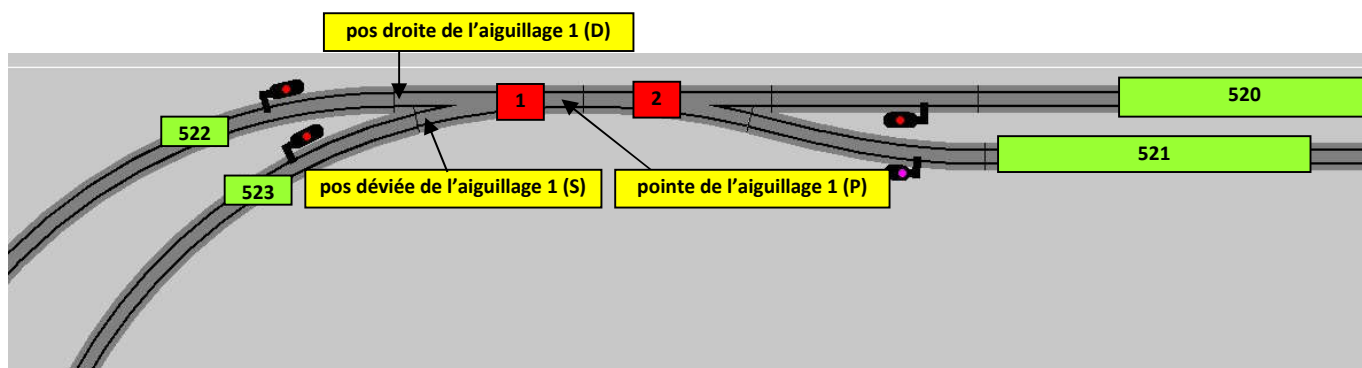 pos droite de l'aiguillage 1 (D)
1
2
520
522
521
523
pos déviée de l'aiguillage 1 (S)
pointe de l'aiguillage 1 (P)